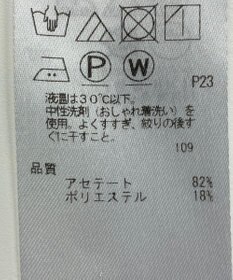 P W
P23
液温は30℃以下。
中性洗剤(おしゃれ着洗い)を
使用。よくすすぎ、絞りの後す
ぐに干すこと。
109
品質
アセテート 82%
ポリエステル 18%